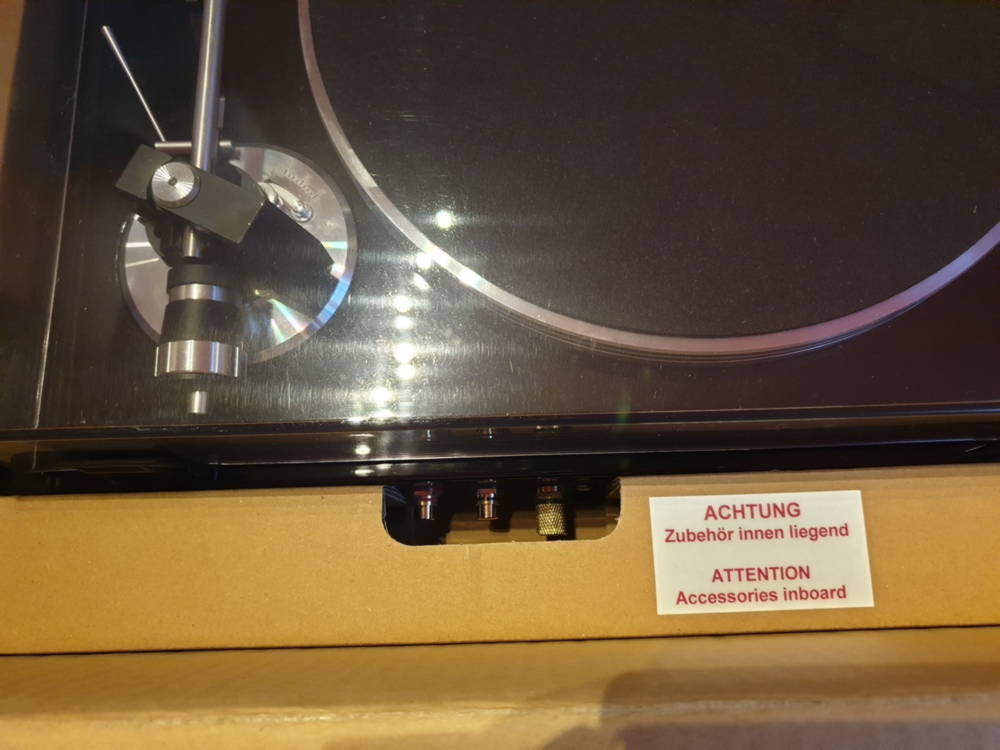 ACHTUNG
Zubehör innen liegend
ATTENTION
Accessories inboard